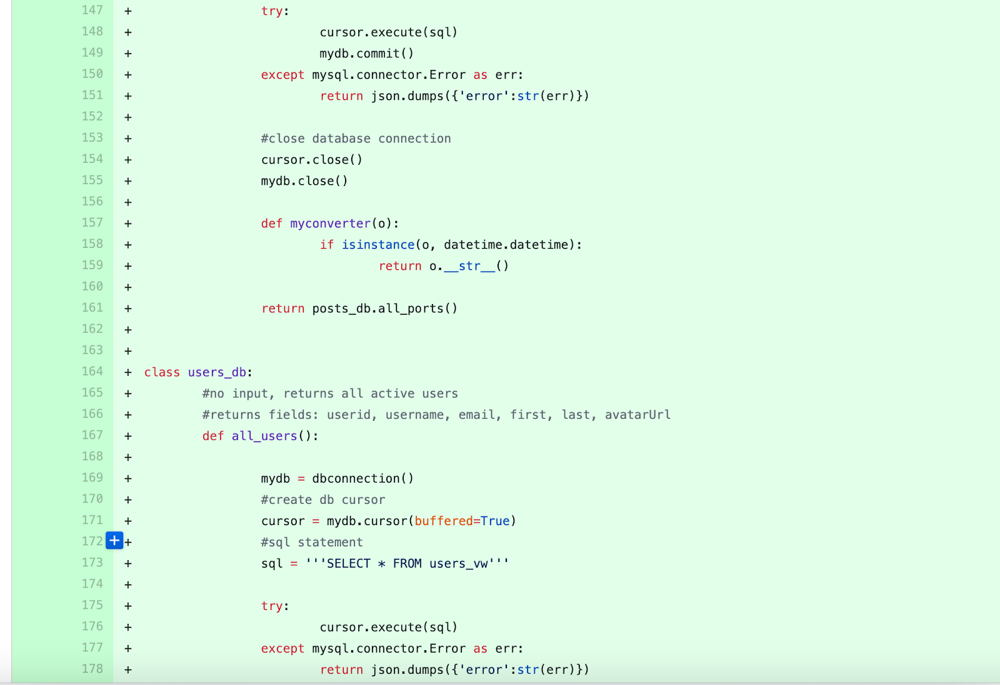 147 + try:
148 + cursor.execute(sql)
149 + mydb.commit()
150 + except mysql.connector.Error as err:
151 + return json.dumps({'error':str(err)})
152 +
153 + #close database connection
154 + cursor.close()
155 + mydb.close()
156 +
157 + def myconverter(o):
158 + if isinstance(o, datetime.datetime):
159 + return o.__str__()
160 +
161 + return posts_db.all_ports()
162 +
163 +
164 + class users_db:
165 + #no input, returns all active users
166 + #returns fields: userid, username, email, first, last, avatarUrl
167 + def all_users():
168 +
169 + mydb = dbconnection()
170 + #create db cursor
171 + cursor = mydb.cursor(buffered=True)
172 + + #sql statement
173 + sql = '''SELECT * FROM users_vw'''
174 +
175 + try:
176 + cursor.execute(sql)
177 + except mysql.connector.Error as err:
178 + return json.dumps({'error':str(err)})